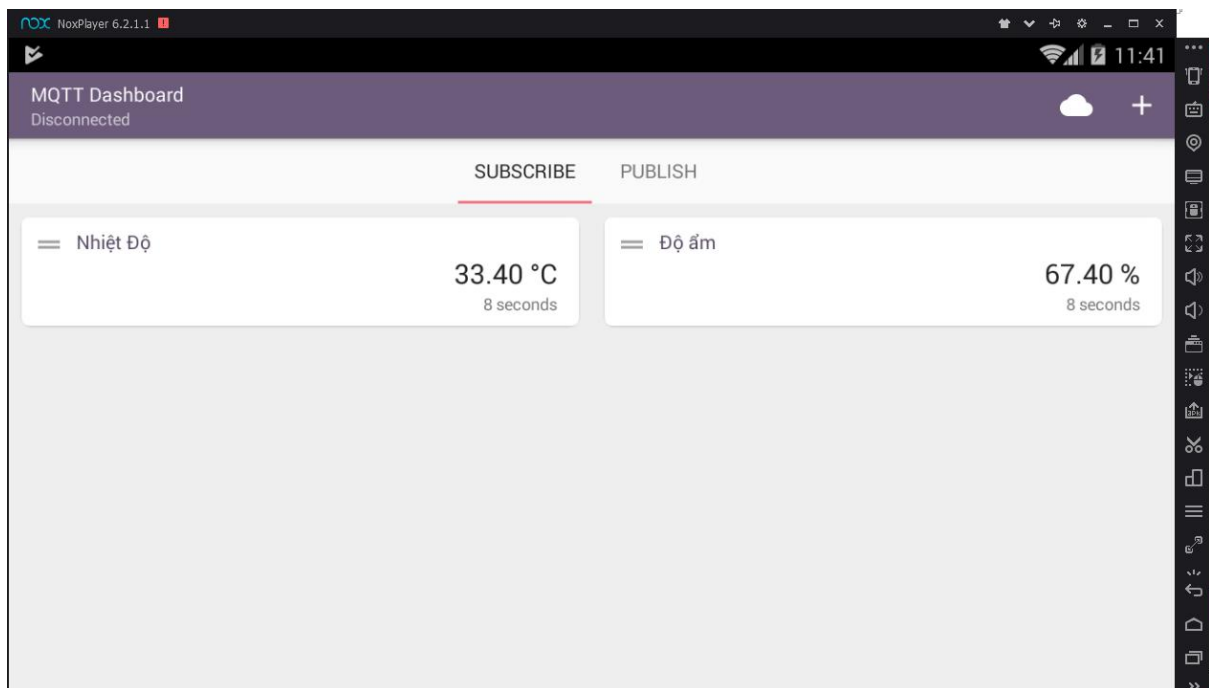 nox NoxPlayer 6.2.1.1
11:41
MQTT Dashboard
Disconnected
SUBSCRIBE PUBLISH
Nhiệt Độ
33.40 °C
8 seconds
Độ ẩm
67.40 %
8 seconds